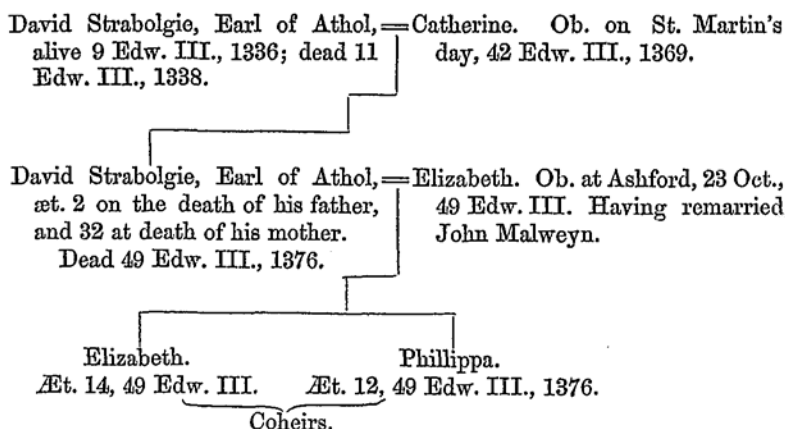 David Strabolgie, Earl of Athol, = Catherine. Ob. on St. Martin's
alive 9 Edw. III., 1336; dead 11 day, 42 Edw. III., 1369.
Edw. III., 1338.
David Strabolgie, Earl of Athol, = Elizabeth. Ob. at Ashford, 23 Oct.,
æt. 2 on the death of his father, 49 Edw. III. Having remarried
and 32 at death of his mother. John Malweyn.
Dead 49 Edw. III., 1376.
Elizabeth. Phillippa.
Æt. 14, 49 Edw. III. Æt. 12, 49 Edw. III., 1376.
Coheirs.